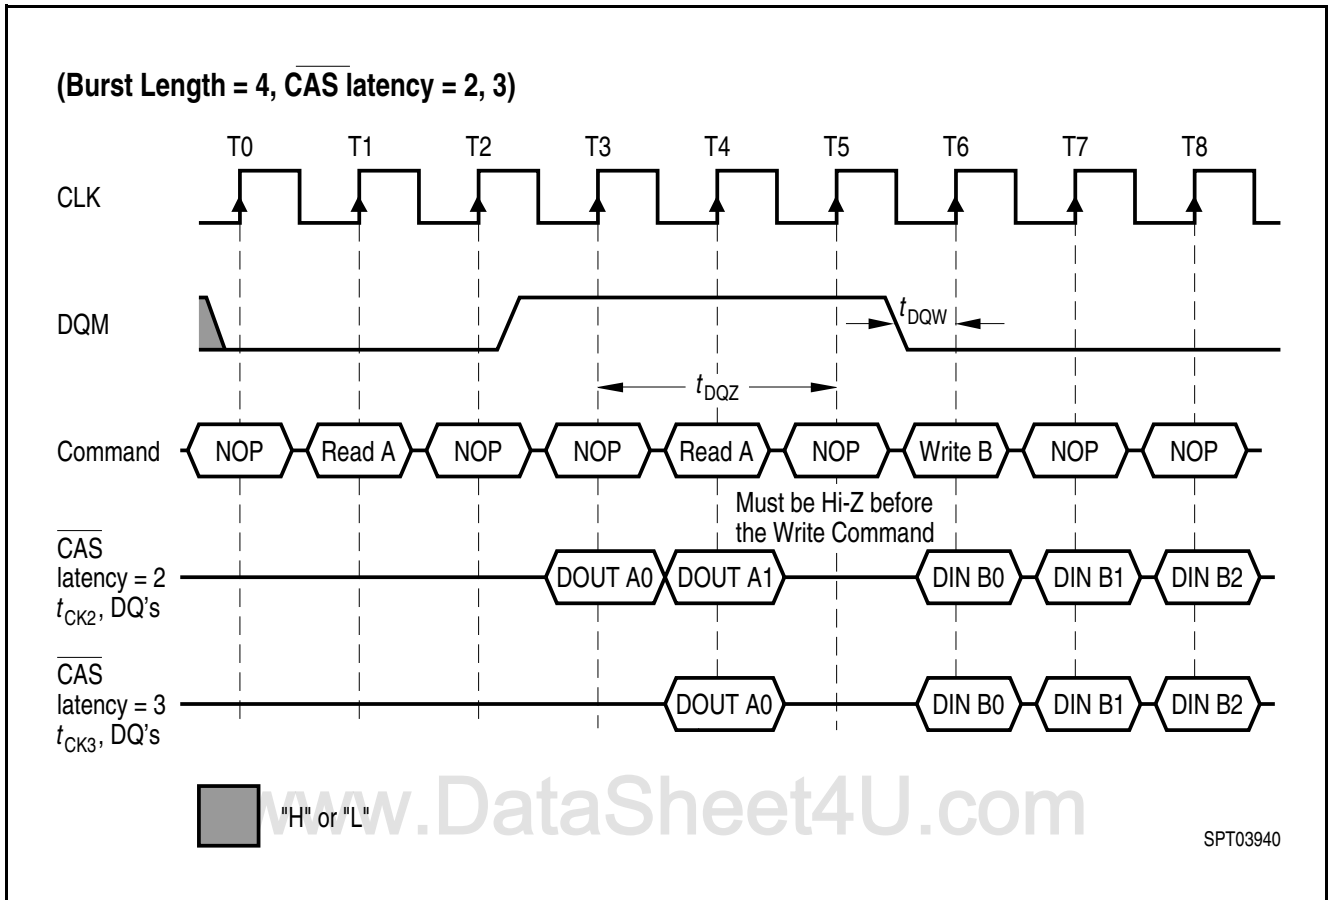 (Burst Length = 4, CAS latency = 2, 3)
T0 T1 T2 T3 T4 T5 T6 T7 T8
CLK
DQM
tDQW
tDQZ
Command NOP Read A NOP NOP Read A NOP Write B NOP NOP
Must be Hi-Z before
the Write Command
CAS
latency = 2
tCK2, DQ's
DOUT A0 DOUT A1 DIN B0 DIN B1 DIN B2
CAS
latency = 3
tCK3, DQ's
DOUT A0 DIN B0 DIN B1 DIN B2
"H" or "L"
www.DataSheet4U.com
SPT03940